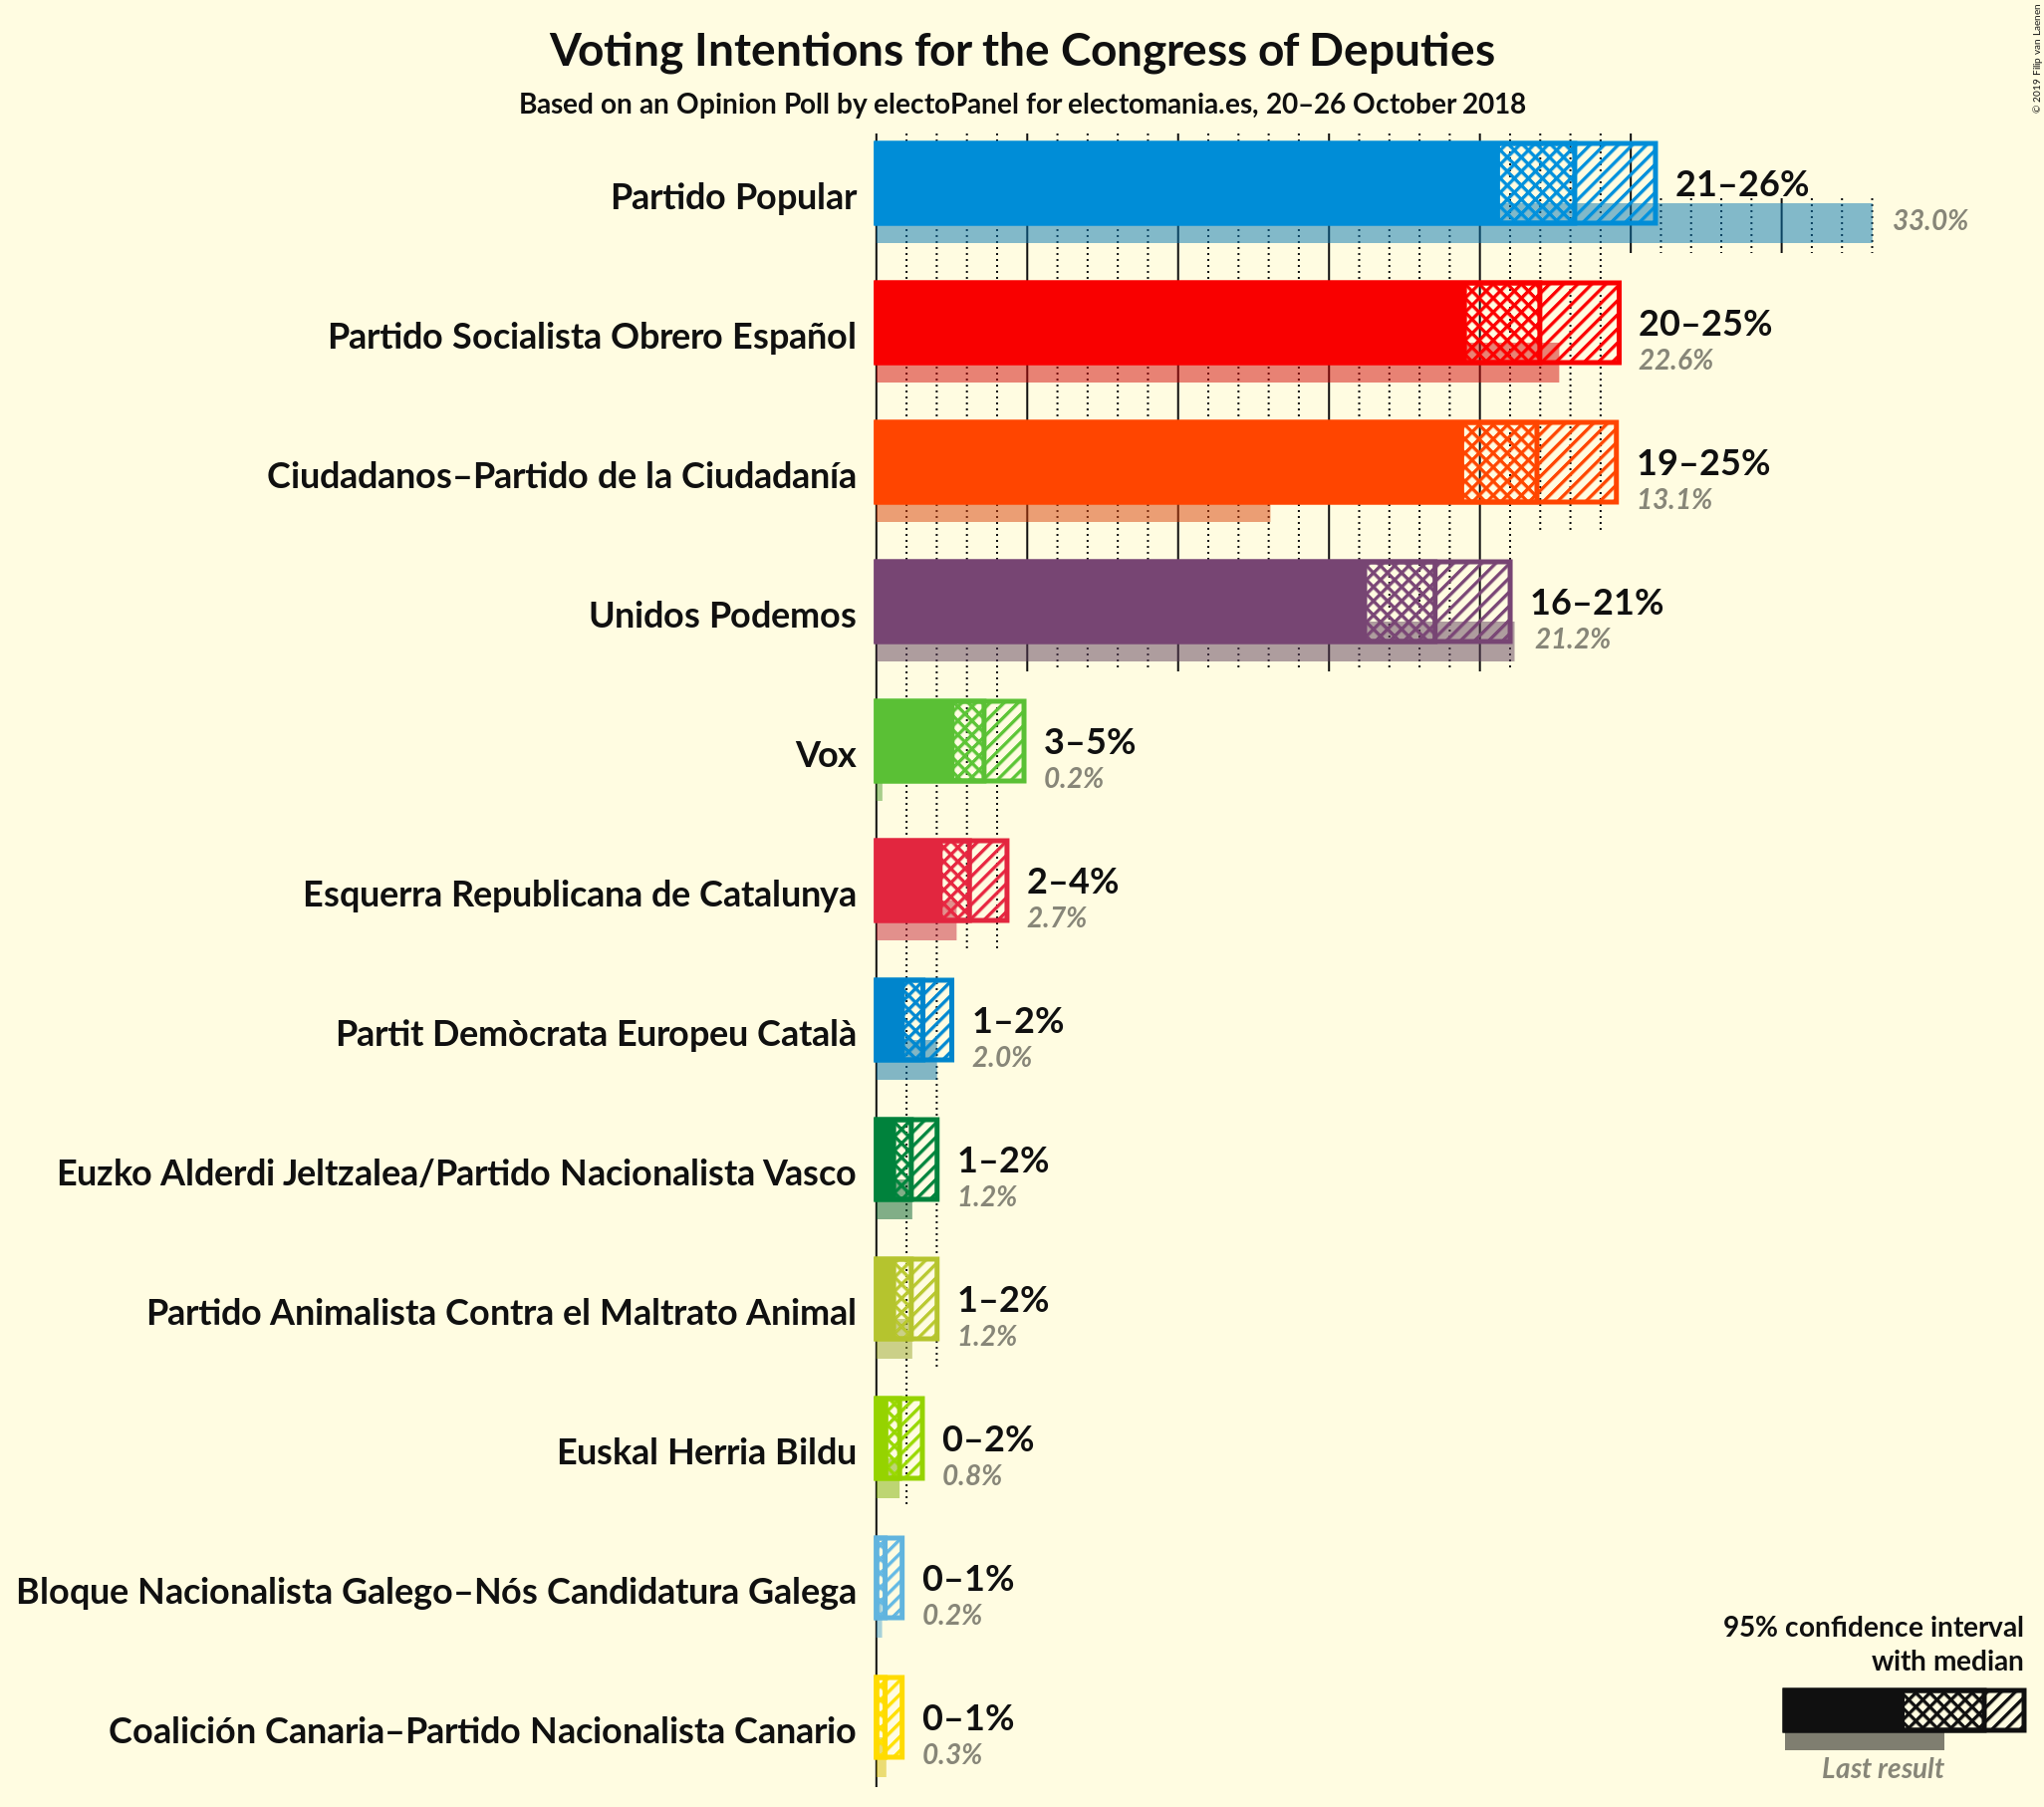 Voting Intentions for the Congress of Deputies
Based on an Opinion Poll by electoPanel for electomania.es, 20–26 October 2018
© 2019 Filip van Laenen
Partido Popular
21–26%
33.0%
Partido Socialista Obrero Español
20–25%
22.6%
Ciudadanos–Partido de la Ciudadanía
19–25%
13.1%
Unidos Podemos
16–21%
21.2%
Vox
3–5%
0.2%
Esquerra Republicana de Catalunya
2–4%
2.7%
Partit Demòcrata Europeu Català
1–2%
2.0%
Euzko Alderdi Jeltzalea/Partido Nacionalista Vasco
1–2%
1.2%
Partido Animalista Contra el Maltrato Animal
1–2%
1.2%
Euskal Herria Bildu
0–2%
0.8%
Bloque Nacionalista Galego–Nós Candidatura Galega
0–1%
0.2%
Coalición Canaria–Partido Nacionalista Canario
0–1%
0.3%
95% confidence interval
with median
Last result